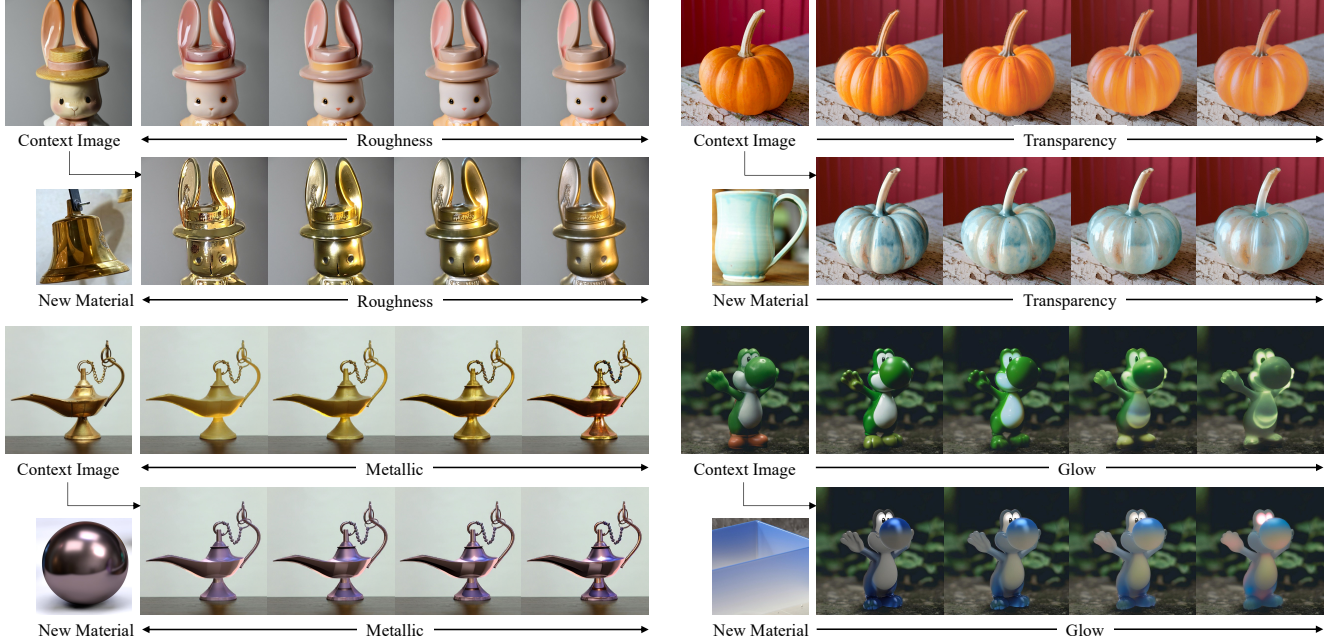 Context Image
Roughness
New Material
Roughness
Context Image
Transparency
New Material
Transparency
Context Image
Metallic
New Material
Metallic
Context Image
Glow
New Material
Glow